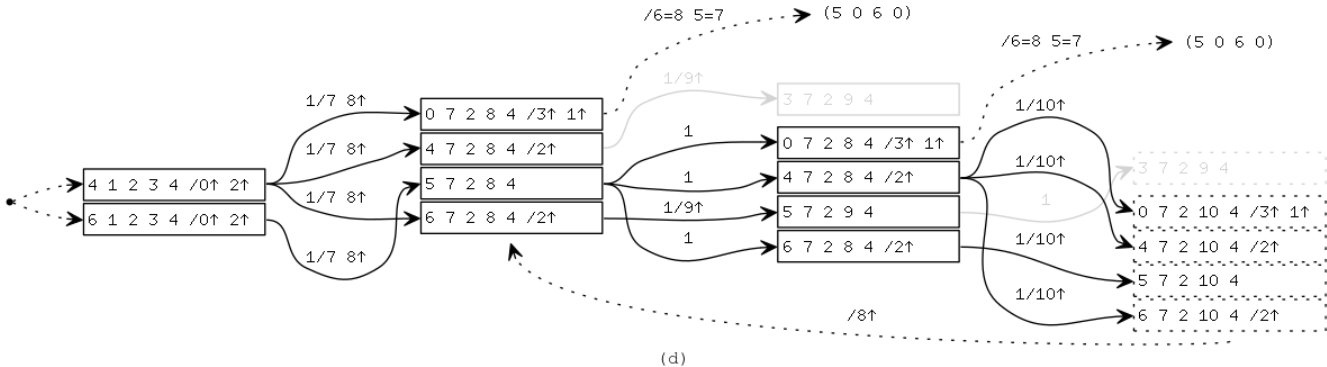 /6=8 5=7
(5 0 6 0)
/6=8 5=7
(5 0 6 0)
1/9↑
1/7 8↑
3 7 2 9 4
0 7 2 8 4 /3↑ 1↑
1/10↑
1
0 7 2 8 4 /3↑ 1↑
1/7 8↑
4 7 2 8 4 /2↑
1/10↑
3 7 2 9 4
1
4 7 2 8 4 /2↑
4 1 2 3 4 /0↑ 2↑
5 7 2 8 4
1/7 8↑
1
1/9↑
5 7 2 9 4
0 7 2 10 4 /3↑ 1↑
6 1 2 3 4 /0↑ 2↑
6 7 2 8 4 /2↑
1
1/10↑
6 7 2 8 4 /2↑
4 7 2 10 4 /2↑
1/7 8↑
5 7 2 10 4
1/10↑
/8↑
6 7 2 10 4 /2↑
(d)